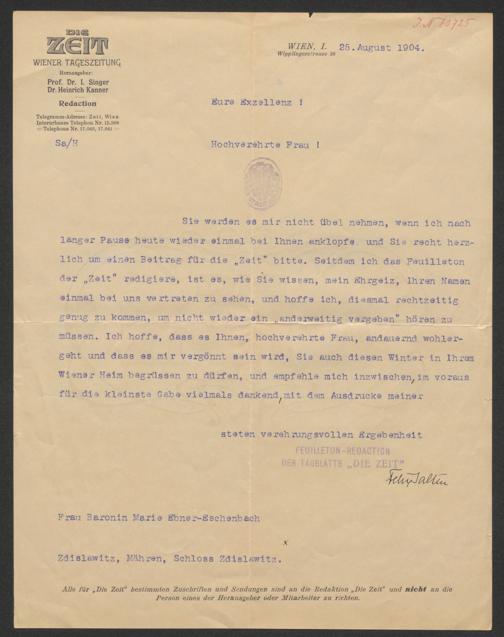 J.N. 60725
DIE
ZEIT
WIENER TAGESZEITUNG
Herausgeber:
Prof. Dr. I. Singer
Dr. Heinrich Kanner
Redaction
Telegramm-Adresse: Zeit, Wien
Interurbanes Telephon Nr. 15.908
Telephone Nr. 17.040, 17.041
WIEN, I. 25.August 1904.
Wipplingerstrasse 38
Eure Exzellenz !
Sa/H
Hochverehrte Frau !
Sie werden es mir nicht übel nehmen, wenn ich nach
langer Pause heute wieder einmal bei Ihnen anklopfe und Sie recht herz-
lich um einen Beitrag für die „Zeit" bitte. Seitdem ich das Feuilleton
der „Zeit" redigiere, ist es, wie Sie wissen, mein Ehrgeiz, Ihren Namen
einmal bei uns vertreten zu sehen, und hoffe ich, diesmal rechtzeitig
genug zu kommen, um nicht wieder ein „anderweitig vergeben" hören zu
müssen. Ich hoffe, dass es Ihnen, hochverehrte Frau, andauernd wohler-
geht und dass es mir vergönnt sein wird, Sie auch diesen Winter in Ihrem
Wiener Heim begrüssen zu dürfen, und empfehle mich inzwischen, im voraus
für die kleinste Gabe vielmals dankend, mit dem Ausdrucke meiner
steten verehrungsvollen Ergebenheit
FEUILLETON-REDACTION
DES TAGBLATTS „DIE ZEIT"
Felix Salten
Frau Baronin Marie Ebner-Eschenbach
x
Zdislawitz, Mähren, Schloss Zdislawitz.
Alle für „Die Zeit" bestimmten Zuschriften und Sendungen sind an die Redaktion „Die Zeit" und nicht an die
Person eines der Herausgeber oder Mitarbeiter zu richten.